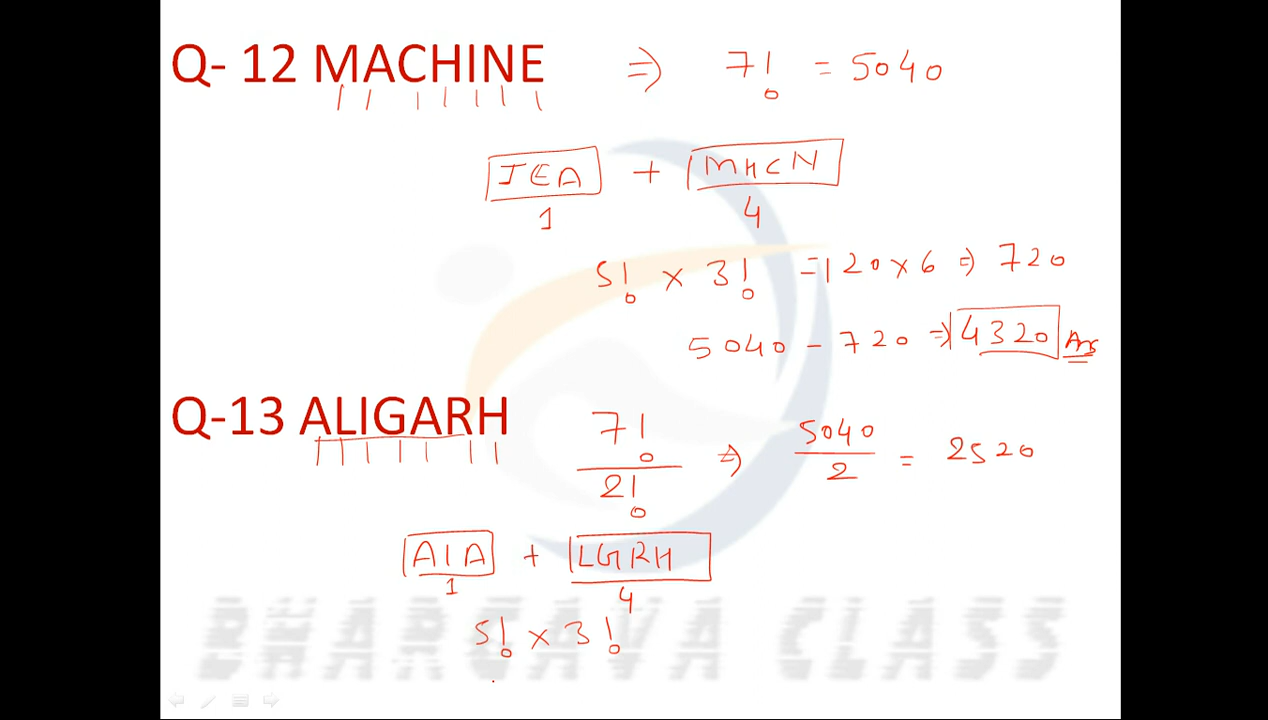 Q- 12 MACHINE ⇒ 7! = 5040
IEA + MHCN
1 4
5! × 3! = 120 × 6 ⇒ 720
5040 - 720 ⇒ 4320 Ans
Q-13 ALIGARH 7!/2! ⇒ 5040/2 = 2520
AIA + LGRH
1 4
5! × 3!
BHARGAVA CLASS